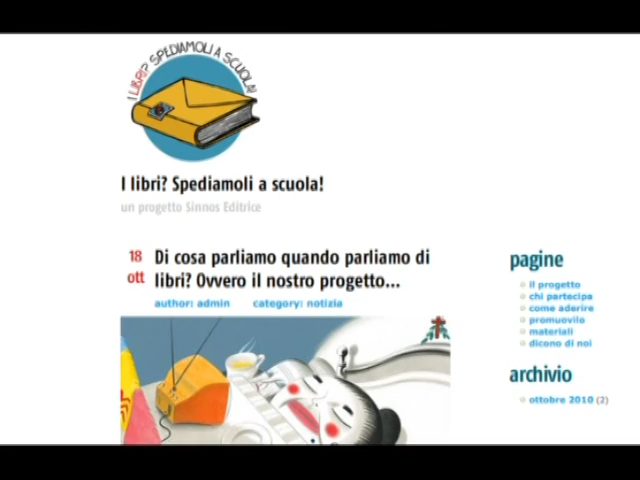 I LIBRI? SPEDIAMOLI A SCUOLA!
I libri? Spediamoli a scuola!
un progetto Sinnos Editrice
18
ott
Di cosa parliamo quando parliamo di
libri? Ovvero il nostro progetto...
author: admin category: notizia
pagine
il progetto
chi partecipa
come aderire
promuovilo
materiali
dicono di noi
archivio
ottobre 2010 (2)